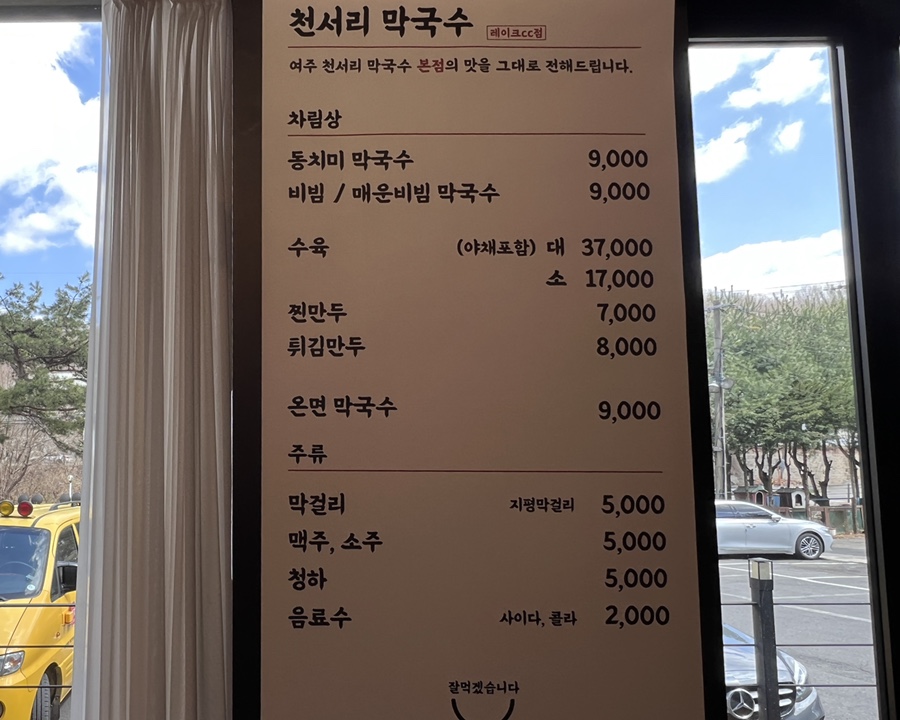 천서리 막국수 레이크cc점
여주 천서리 막국수 본점의 맛을 그대로 전해드립니다.
차림상
동치미 막국수 9,000
비빔 / 매운비빔 막국수 9,000
수육 (야채포함) 대 37,000
소 17,000
찐만두 7,000
튀김만두 8,000
온면 막국수 9,000
주류
막걸리 지평막걸리 5,000
맥주, 소주 5,000
청하 5,000
음료수 사이다, 콜라 2,000
잘먹겠습니다